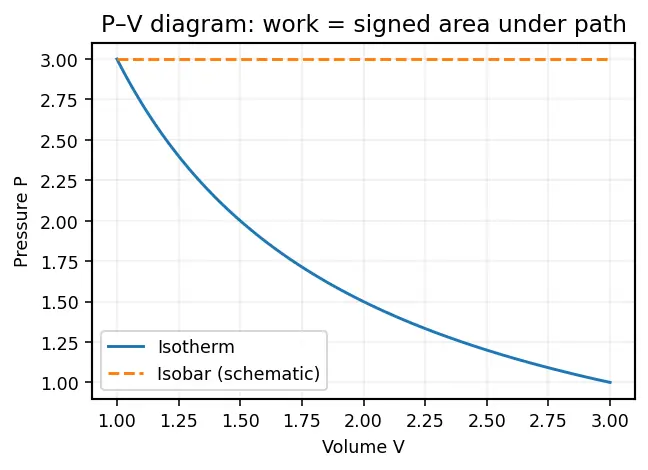 P–V diagram: work = signed area under path
Pressure P
3.00
2.75
2.50
2.25
2.00
1.75
1.50
1.25
1.00
Isotherm
Isobar (schematic)
1.00 1.25 1.50 1.75 2.00 2.25 2.50 2.75 3.00
Volume V